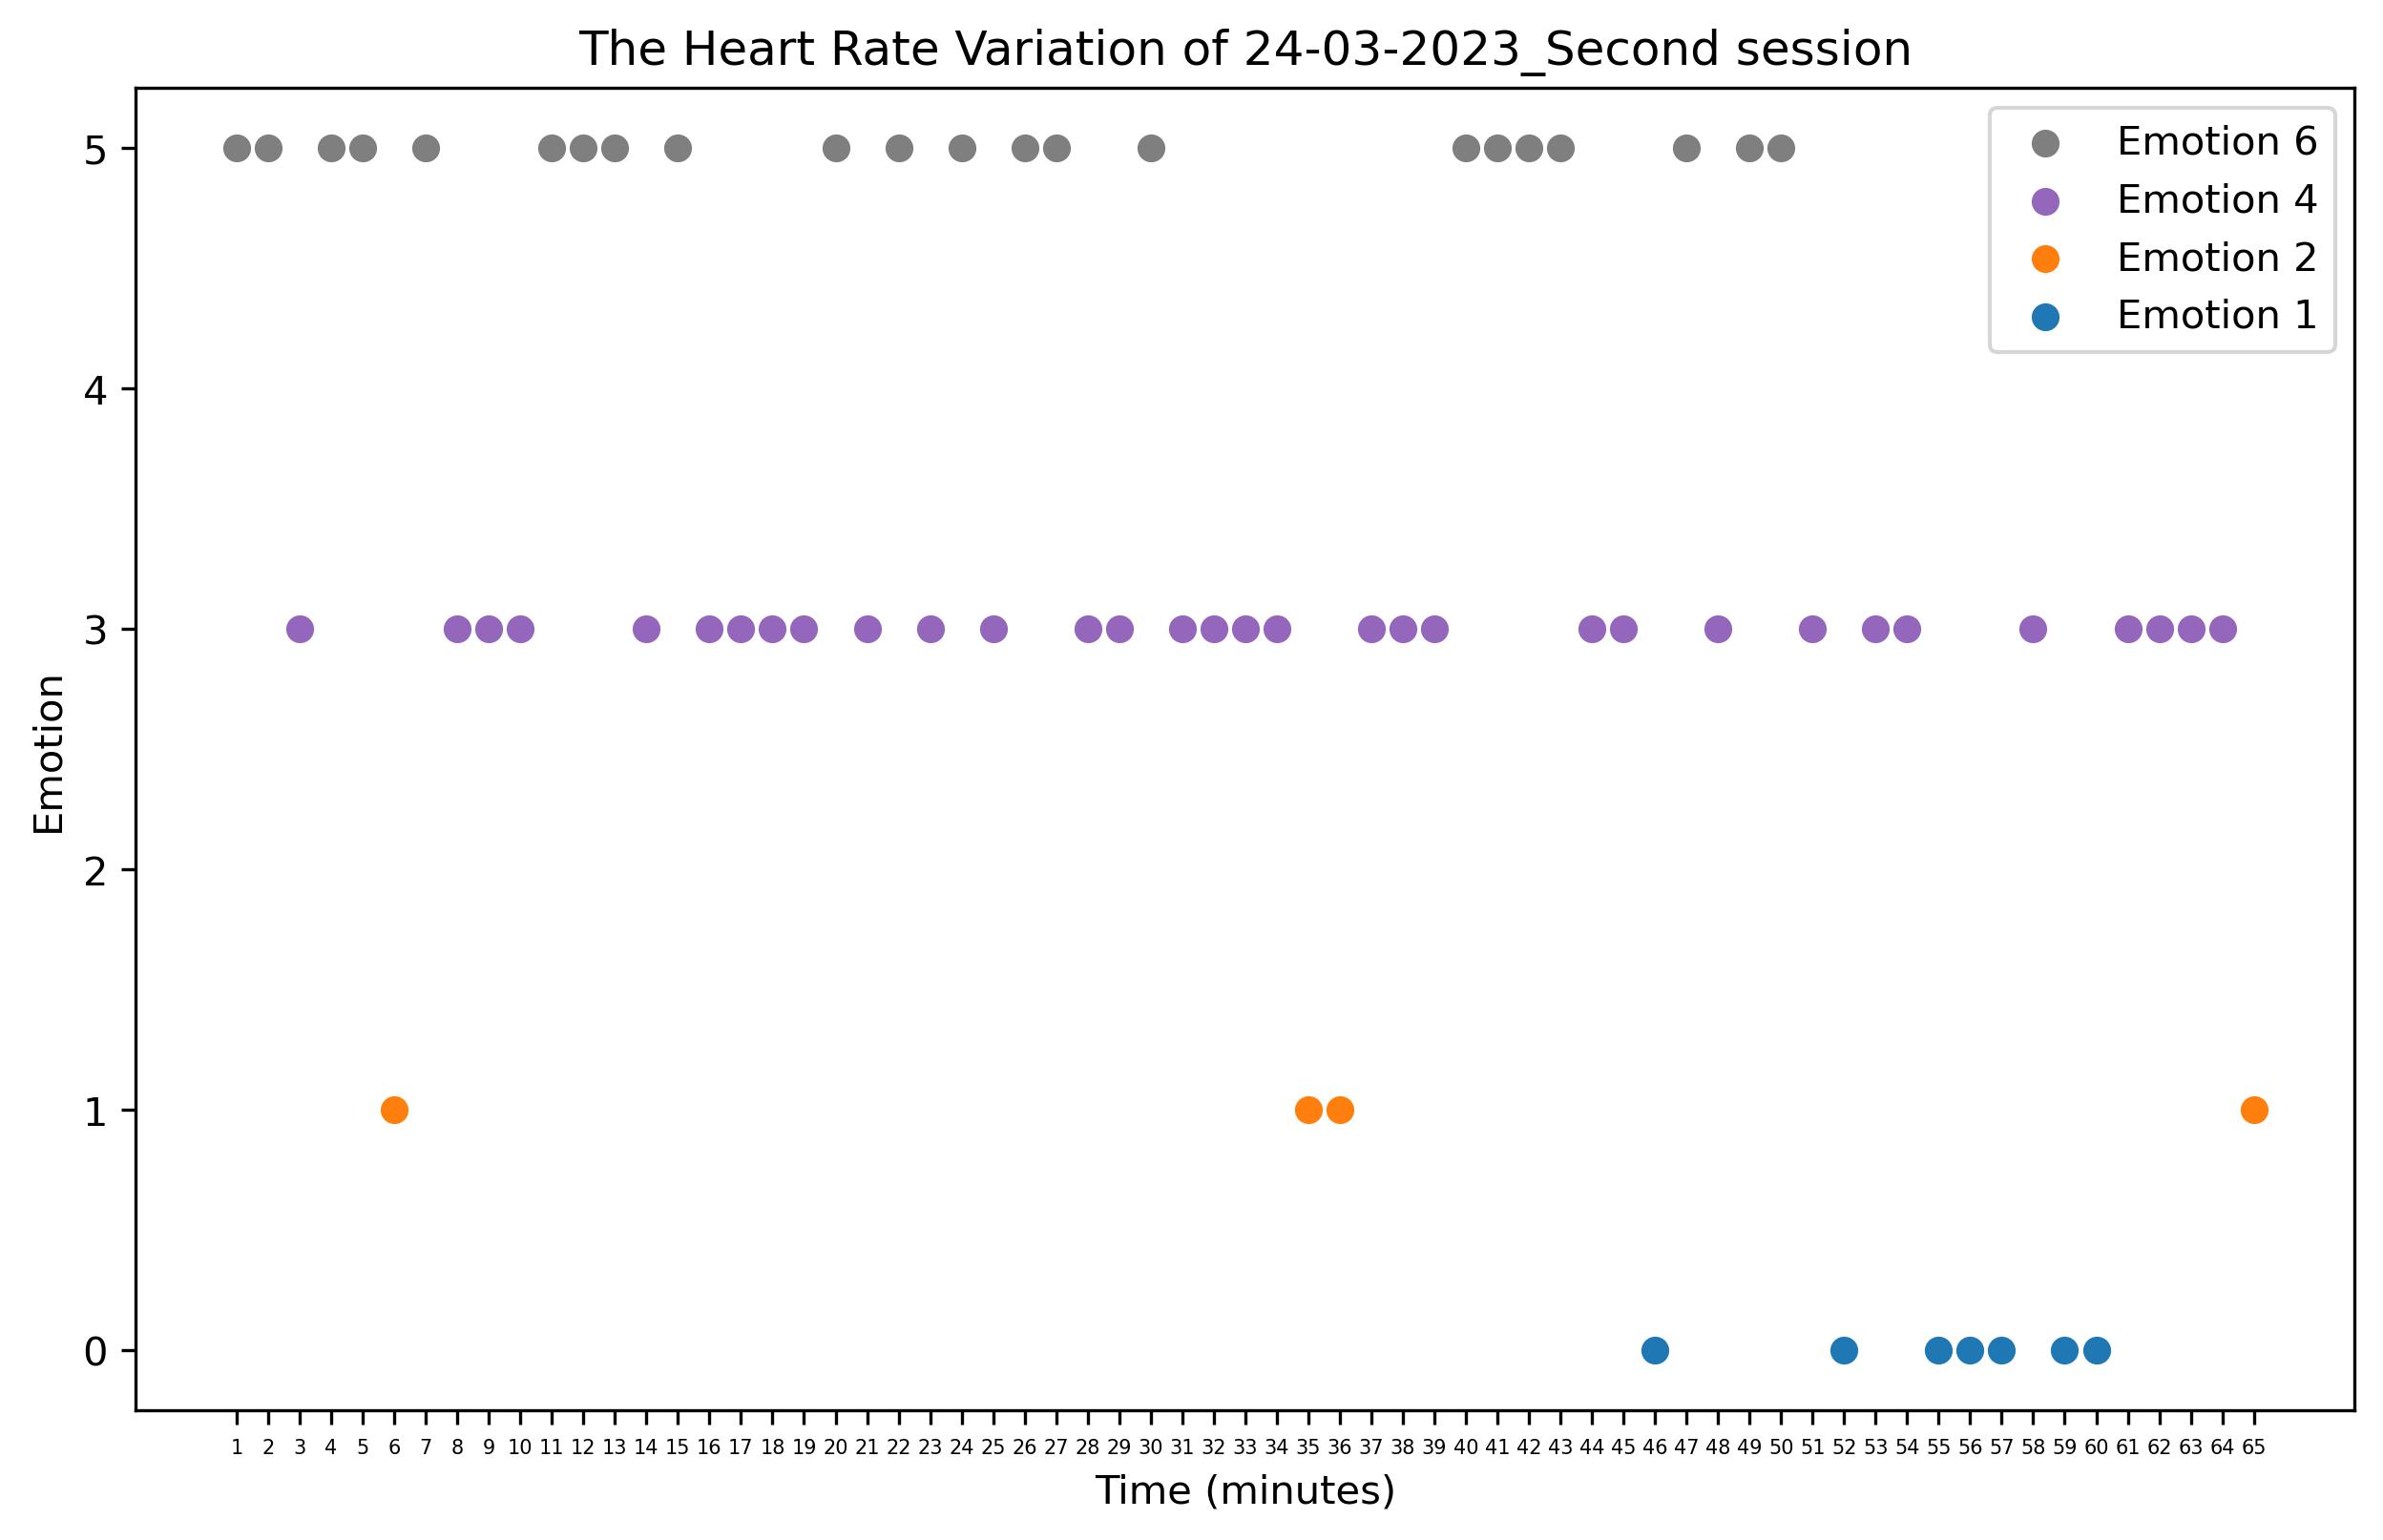 The Heart Rate Variation of 24-03-2023_Second session
Emotion 6
Emotion 4
Emotion 2
Emotion 1
5
4
3
2
1
0
Emotion
1 2 3 4 5 6 7 8 9 10 11 12 13 14 15 16 17 18 19 20 21 22 23 24 25 26 27 28 29 30 31 32 33 34 35 36 37 38 39 40 41 42 43 44 45 46 47 48 49 50 51 52 53 54 55 56 57 58 59 60 61 62 63 64 65
Time (minutes)